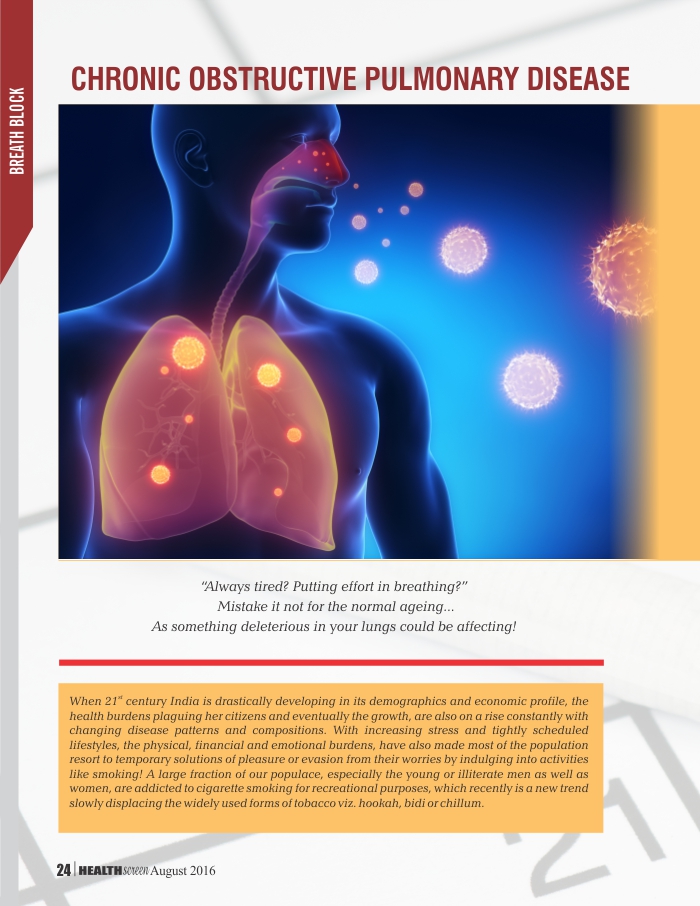 BREATH BLOCK
CHRONIC OBSTRUCTIVE PULMONARY DISEASE
“Always tired? Putting effort in breathing?”
Mistake it not for the normal ageing...
As something deleterious in your lungs could be affecting!
When 21st century India is drastically developing in its demographics and economic profile, the
health burdens plaguing her citizens and eventually the growth, are also on a rise constantly with
changing disease patterns and compositions. With increasing stress and tightly scheduled
lifestyles, the physical, financial and emotional burdens, have also made most of the population
resort to temporary solutions of pleasure or evasion from their worries by indulging into activities
like smoking! A large fraction of our populace, especially the young or illiterate men as well as
women, are addicted to cigarette smoking for recreational purposes, which recently is a new trend
slowly displacing the widely used forms of tobacco viz. hookah, bidi or chillum.
21
24 HEALTHscreen August 2016